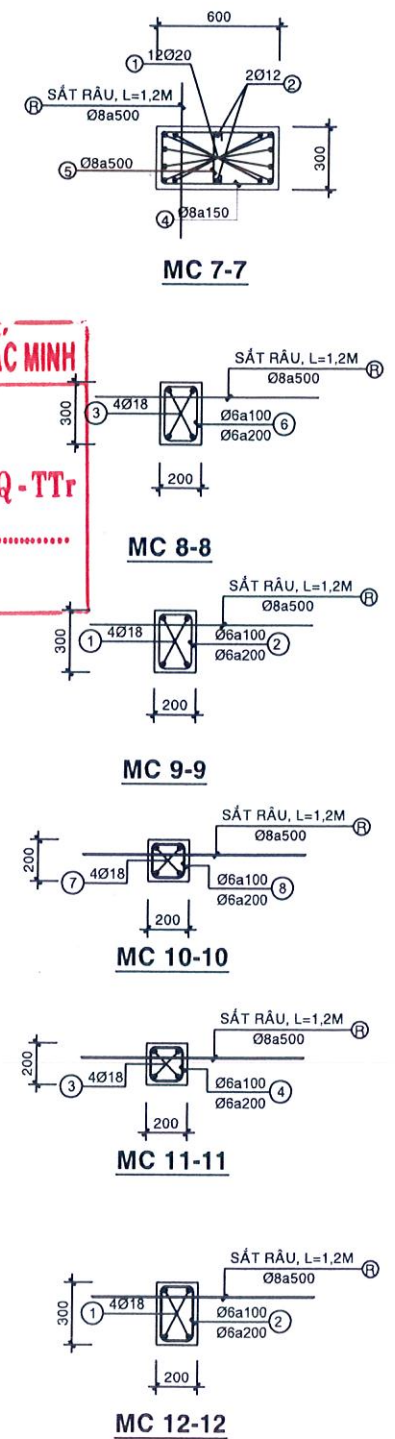 600
① 12Ø20
2Ø12 ②
Ⓡ SẮT RÂU, L=1,2M
Ø8a500
300
⑤ Ø8a500
④ Ø8a150
MC 7-7
ÁC MINH
Q - TTr
SẮT RÂU, L=1,2M Ⓡ
Ø8a500
300
③ 4Ø18
Ø6a100 ⑥
Ø6a200
200
MC 8-8
SẮT RÂU, L=1,2M Ⓡ
Ø8a500
300
① 4Ø18
Ø6a100 ②
Ø6a200
200
MC 9-9
SẮT RÂU, L=1,2M Ⓡ
Ø8a500
200
⑦ 4Ø18
Ø6a100 ⑧
Ø6a200
200
MC 10-10
SẮT RÂU, L=1,2M Ⓡ
Ø8a500
200
③ 4Ø18
Ø6a100 ④
Ø6a200
200
MC 11-11
SẮT RÂU, L=1,2M Ⓡ
Ø8a500
300
① 4Ø18
Ø6a100 ②
Ø6a200
200
MC 12-12